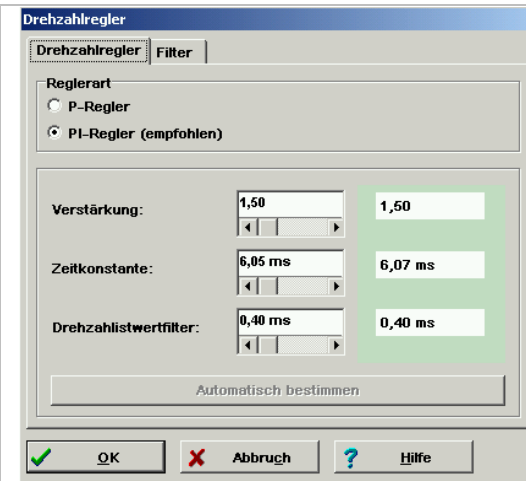 Drehzahlregler
Drehzahlregler Filter
Reglerart
P-Regler
PI-Regler (empfohlen)
Verstärkung: 1,50 1,50
Zeitkonstante: 6,05 ms 6,07 ms
Drehzahlistwertfilter: 0,40 ms 0,40 ms
Automatisch bestimmen
OK Abbruch Hilfe